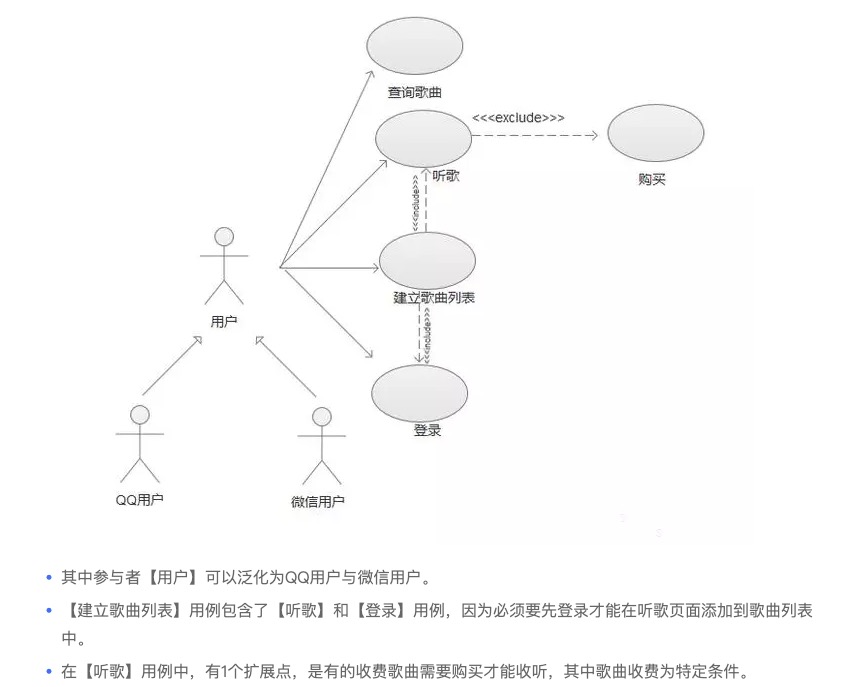 查询歌曲
<<<exclude>>>
听歌
购买
<<<include>>>
建立歌曲列表
用户
<<<include>>>
登录
QQ用户
微信用户
其中参与者【用户】可以泛化为QQ用户与微信用户。
【建立歌曲列表】用例包含了【听歌】和【登录】用例，因为必须要先登录才能在听歌页面添加到歌曲列表
中。
在【听歌】用例中，有1个扩展点，是有的收费歌曲需要购买才能收听，其中歌曲收费为特定条件。